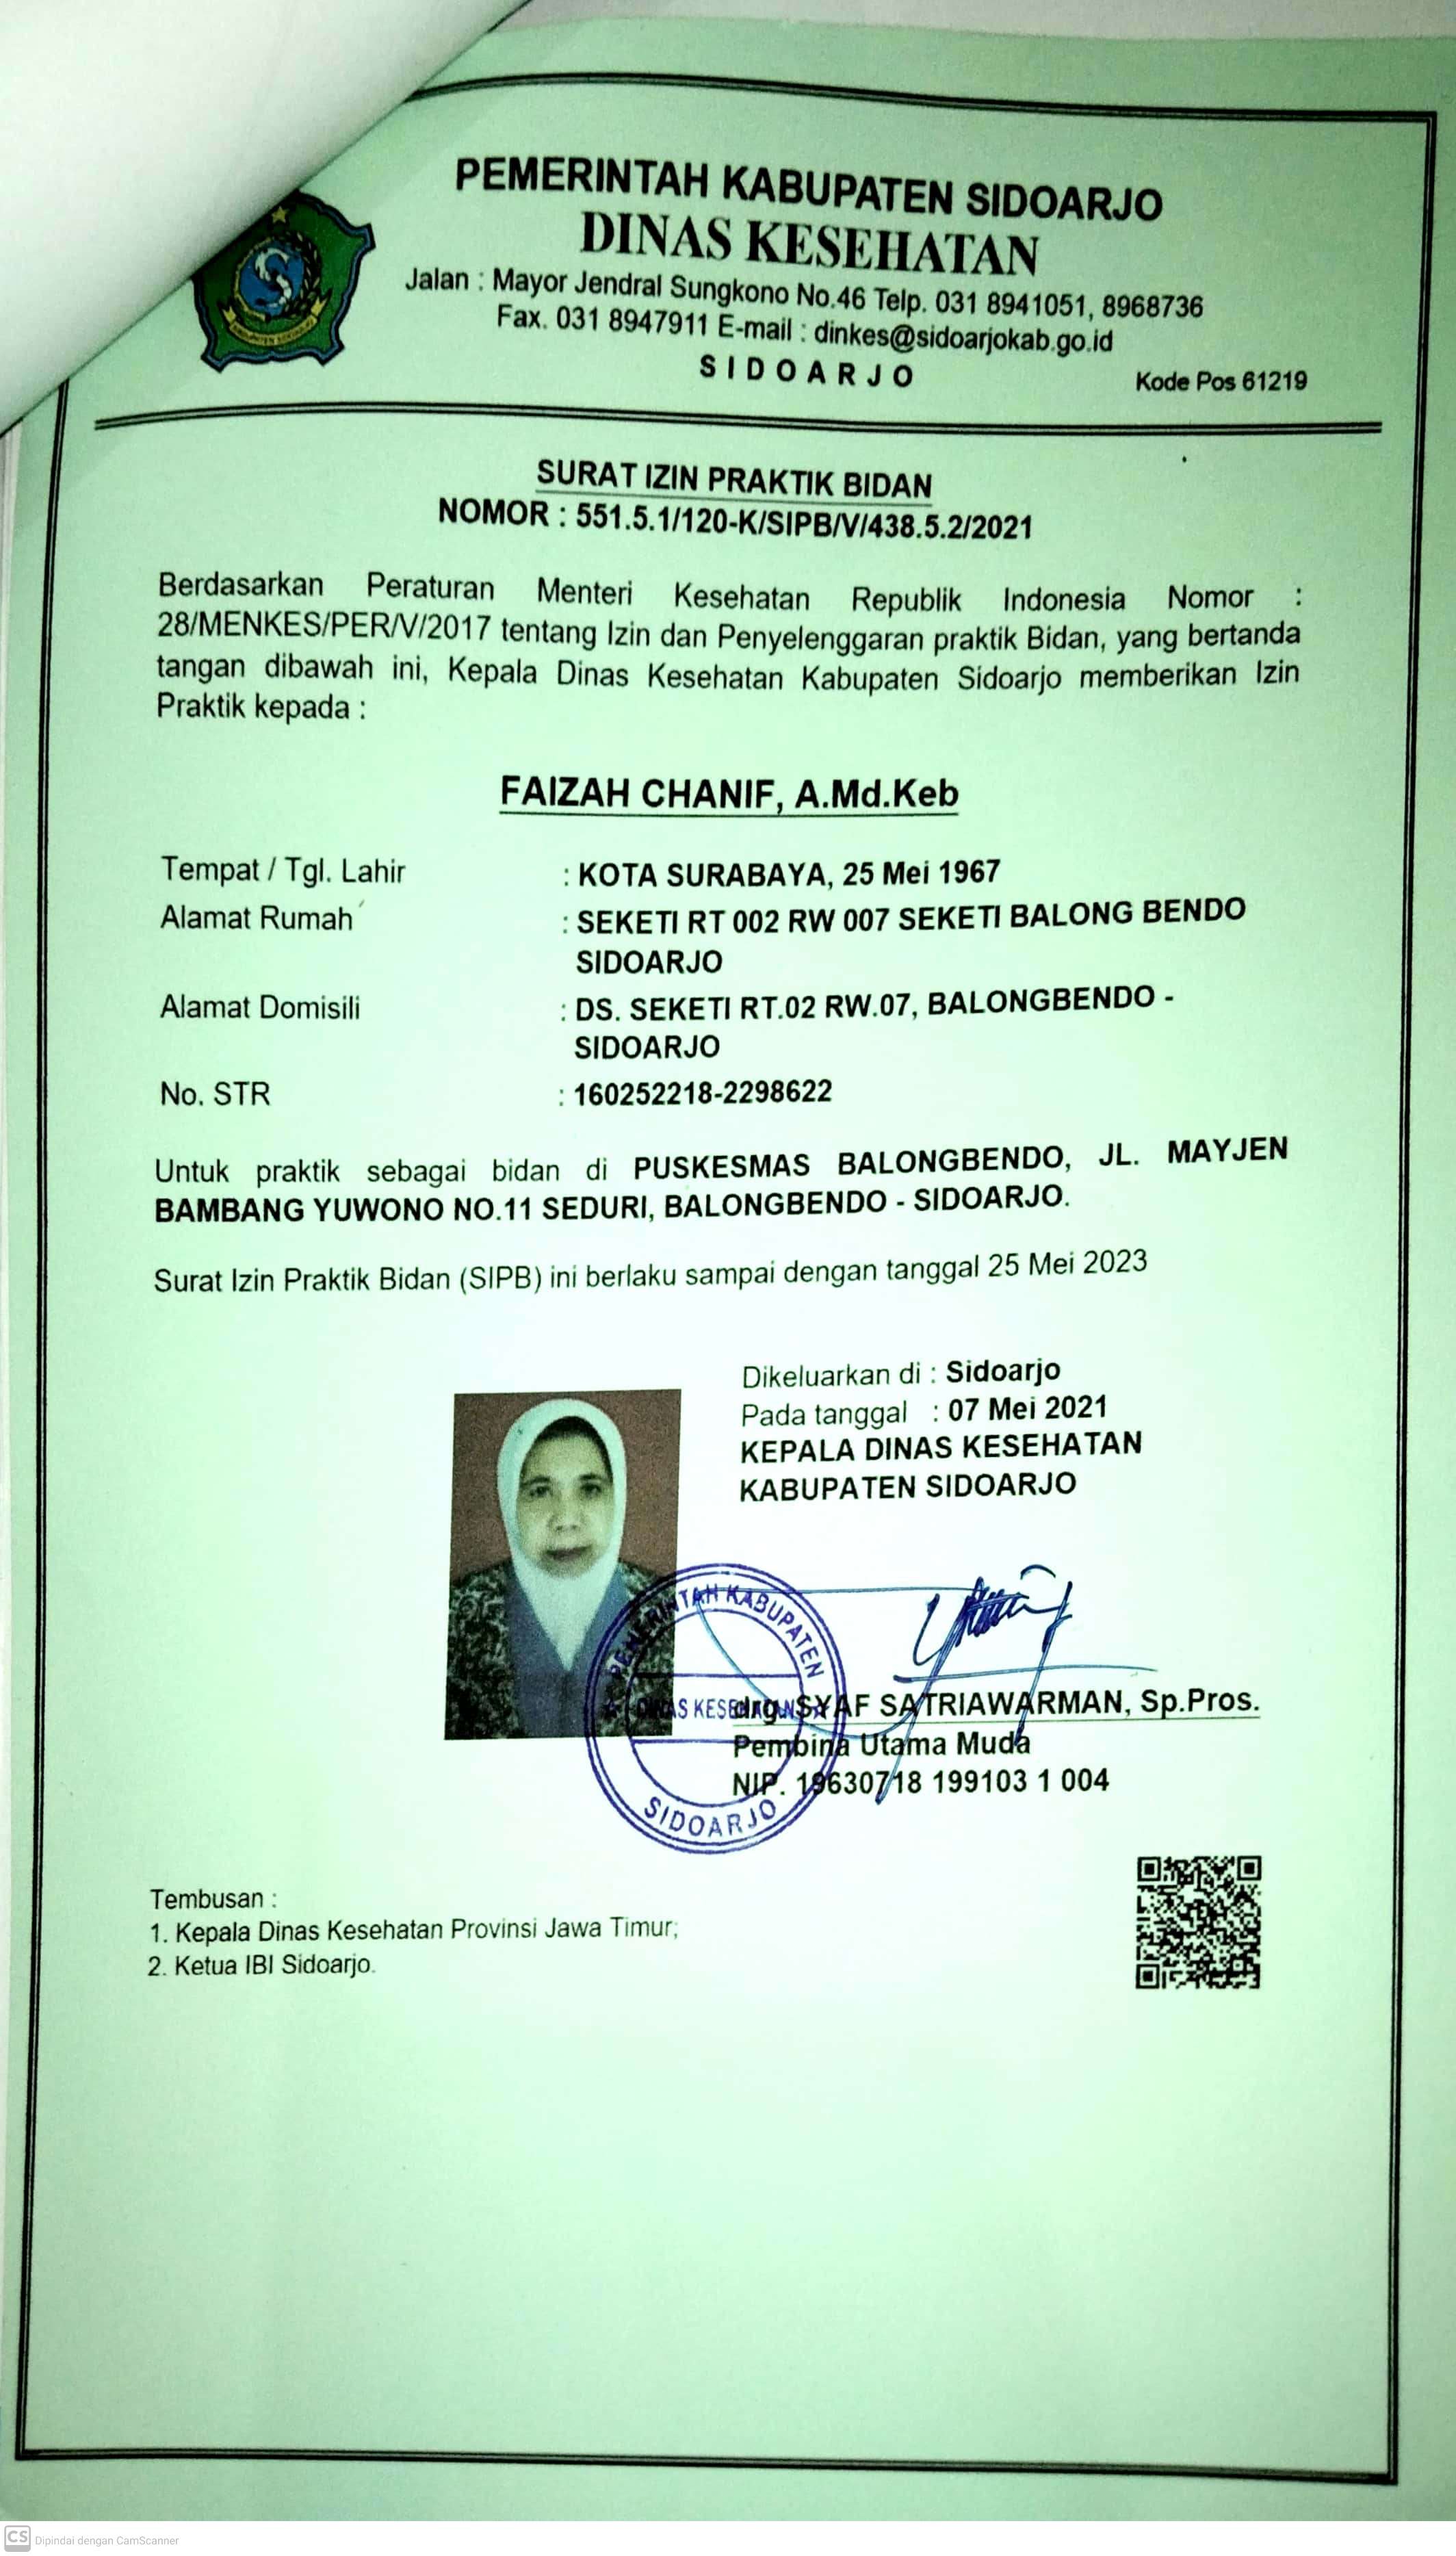 PEMERINTAH KABUPATEN SIDOARJO
DINAS KESEHATAN
Jalan : Mayor Jendral Sungkono No.46 Telp. 031 8941051, 8968736
Fax. 031 8947911 E-mail : dinkes@sidoarjokab.go.id
SIDOARJO
Kode Pos 61219
SURAT IZIN PRAKTIK BIDAN
NOMOR : 551.5.1/120-K/SIPB/V/438.5.2/2021
Berdasarkan Peraturan Menteri Kesehatan Republik Indonesia Nomor :
28/MENKES/PER/V/2017 tentang Izin dan Penyelenggaran praktik Bidan, yang bertanda
tangan dibawah ini, Kepala Dinas Kesehatan Kabupaten Sidoarjo memberikan Izin
Praktik kepada :
FAIZAH CHANIF, A.Md.Keb
Tempat / Tgl. Lahir : KOTA SURABAYA, 25 Mei 1967
Alamat Rumah : SEKETI RT 002 RW 007 SEKETI BALONG BENDO
SIDOARJO
Alamat Domisili : DS. SEKETI RT.02 RW.07, BALONGBENDO -
SIDOARJO
No. STR : 160252218-2298622
Untuk praktik sebagai bidan di PUSKESMAS BALONGBENDO, JL. MAYJEN
BAMBANG YUWONO NO.11 SEDURI, BALONGBENDO - SIDOARJO.
Surat Izin Praktik Bidan (SIPB) ini berlaku sampai dengan tanggal 25 Mei 2023
Dikeluarkan di : Sidoarjo
Pada tanggal : 07 Mei 2021
KEPALA DINAS KESEHATAN
KABUPATEN SIDOARJO
PEMERINTAH KABUPATEN
DINAS KESEHATAN
SIDOARJO
drg. SYAF SATRIAWARMAN, Sp.Pros.
Pembina Utama Muda
NIP. 19630718 199103 1 004
Tembusan :
1. Kepala Dinas Kesehatan Provinsi Jawa Timur;
2. Ketua IBI Sidoarjo.
CS Dipindai dengan CamScanner